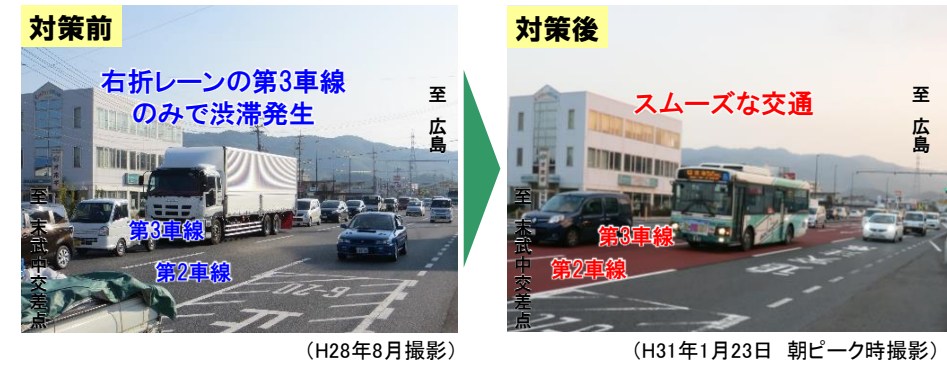 対策前
右折レーンの第3車線
のみで渋滞発生
至 広島
至 末武中交差点
第3車線
第2車線
（H28年8月撮影）
対策後
スムーズな交通
至 広島
至 末武中交差点
第3車線
第2車線
（H31年1月23日 朝ピーク時撮影）